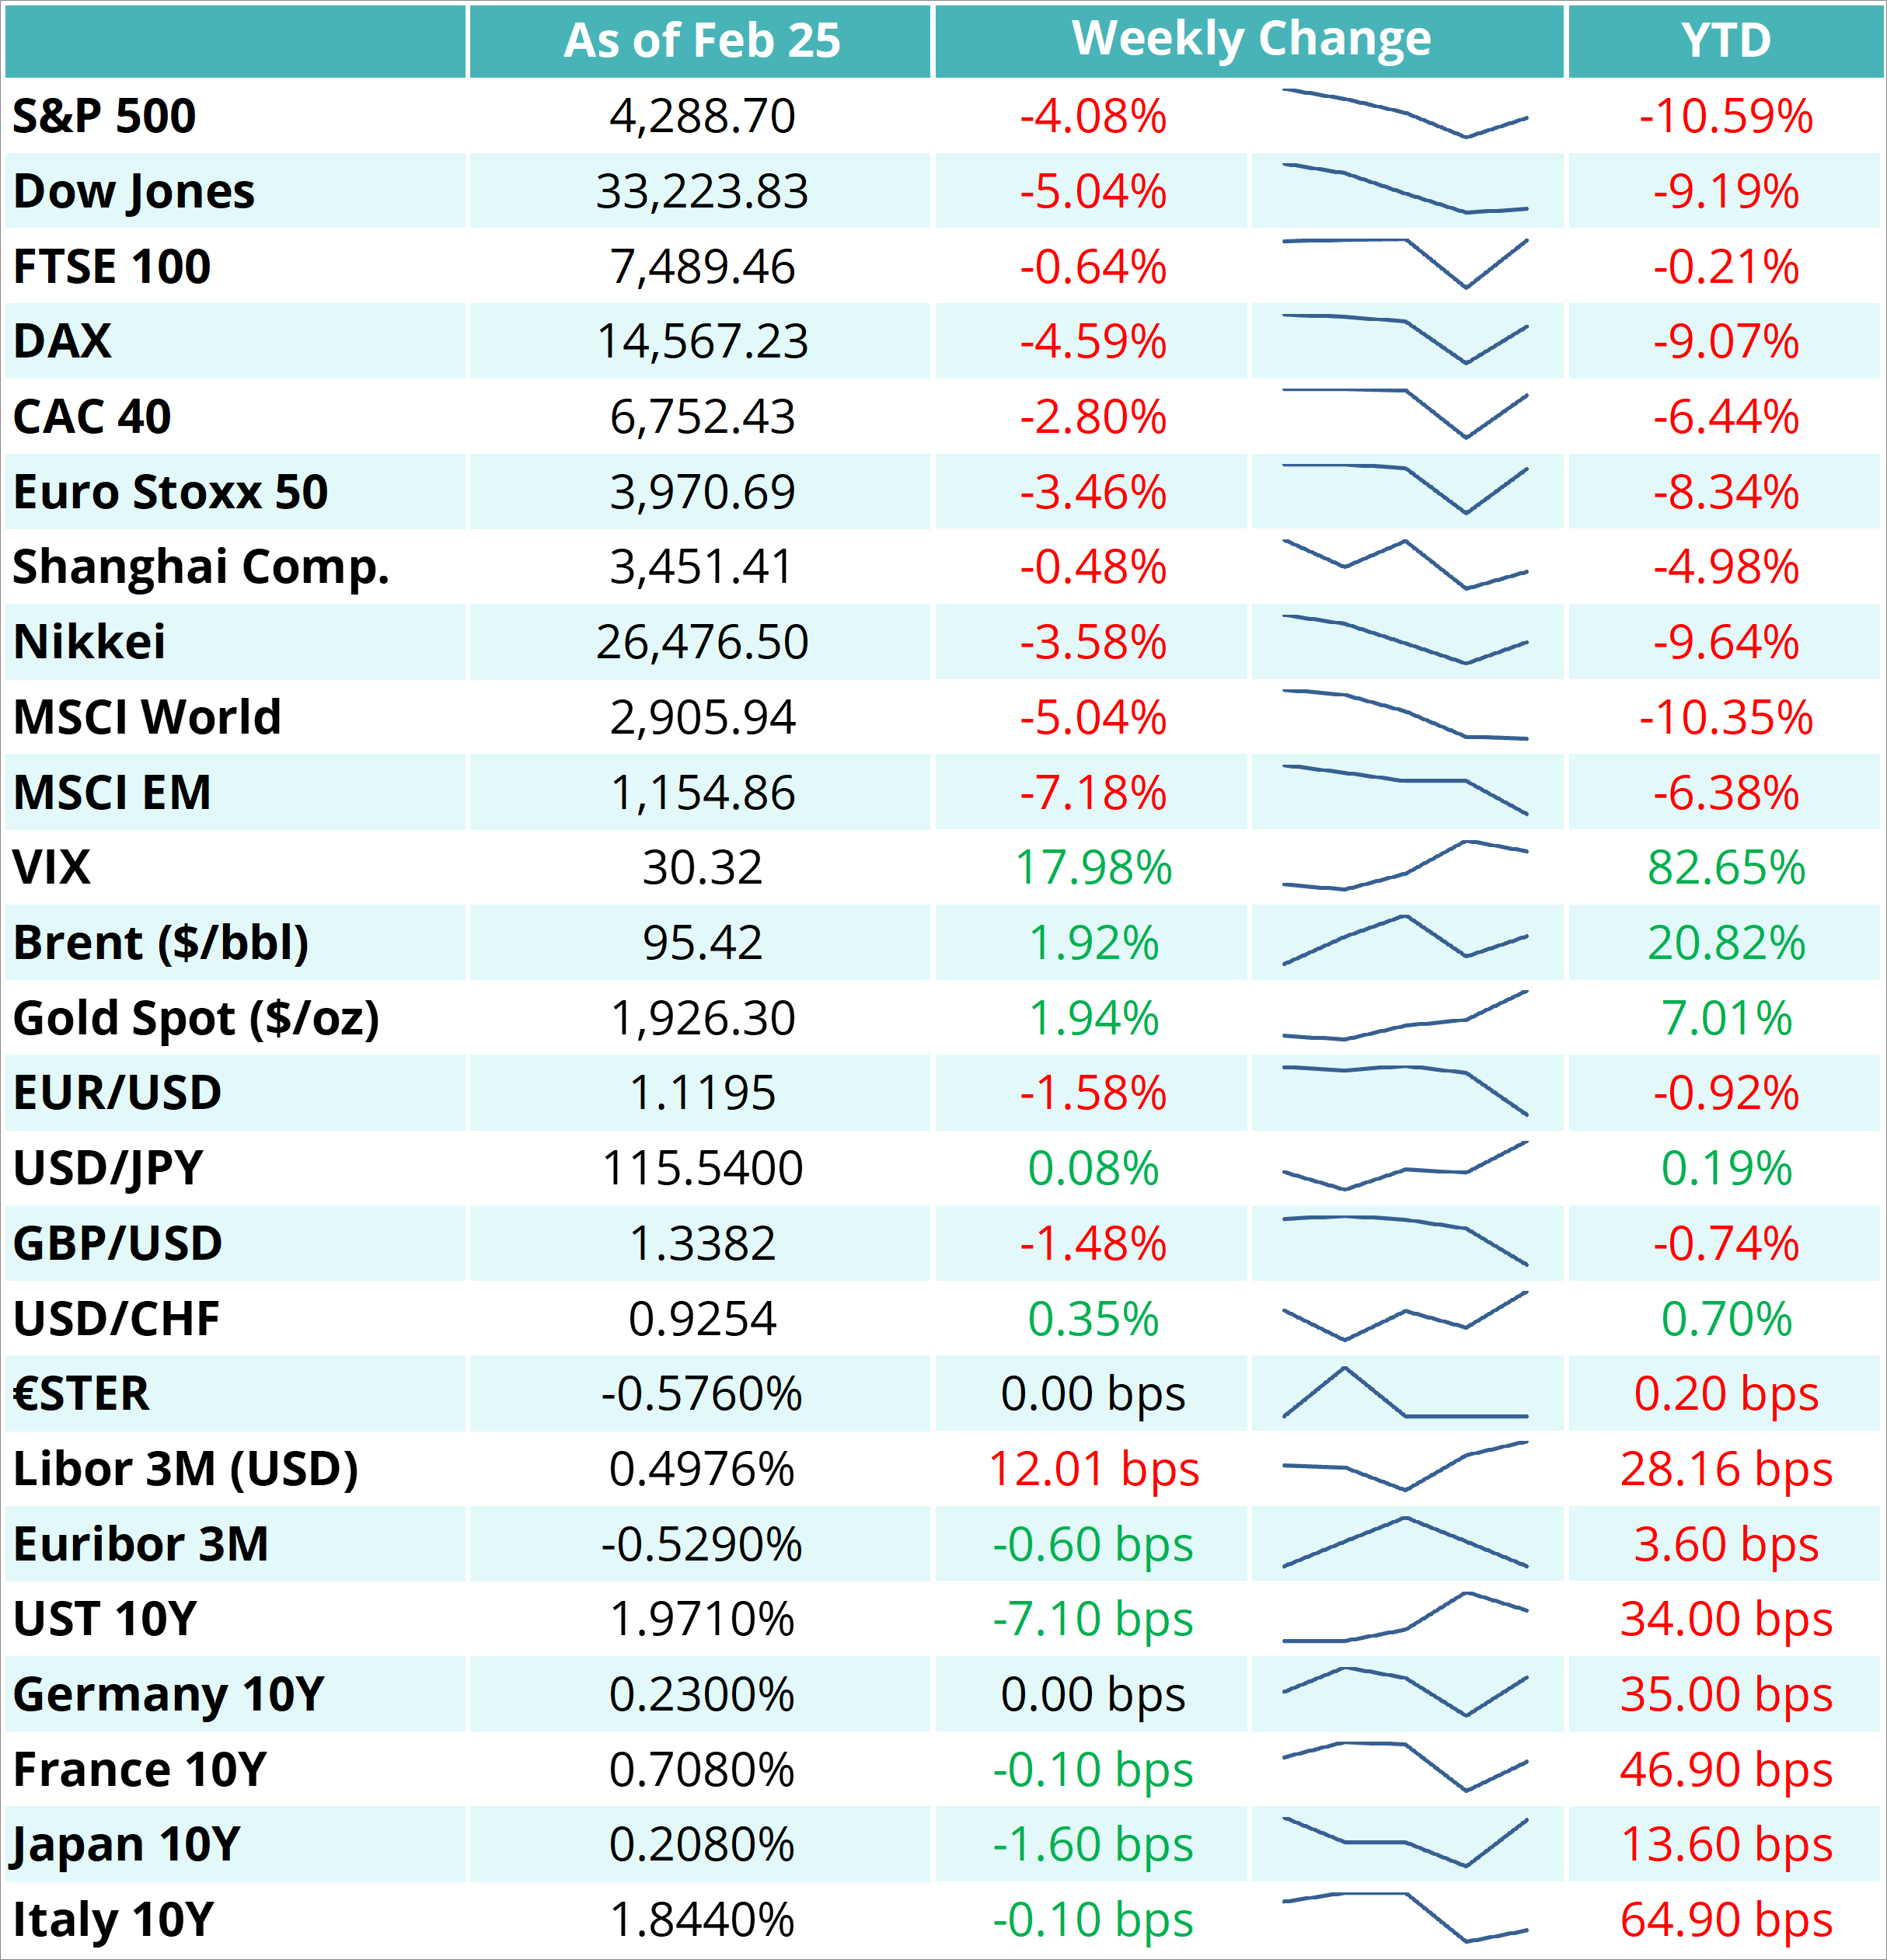 As of Feb 25 Weekly Change YTD
S&P 500 4,288.70 -4.08% -10.59%
Dow Jones 33,223.83 -5.04% -9.19%
FTSE 100 7,489.46 -0.64% -0.21%
DAX 14,567.23 -4.59% -9.07%
CAC 40 6,752.43 -2.80% -6.44%
Euro Stoxx 50 3,970.69 -3.46% -8.34%
Shanghai Comp. 3,451.41 -0.48% -4.98%
Nikkei 26,476.50 -3.58% -9.64%
MSCI World 2,905.94 -5.04% -10.35%
MSCI EM 1,154.86 -7.18% -6.38%
VIX 30.32 17.98% 82.65%
Brent ($/bbl) 95.42 1.92% 20.82%
Gold Spot ($/oz) 1,926.30 1.94% 7.01%
EUR/USD 1.1195 -1.58% -0.92%
USD/JPY 115.5400 0.08% 0.19%
GBP/USD 1.3382 -1.48% -0.74%
USD/CHF 0.9254 0.35% 0.70%
€STER -0.5760% 0.00 bps 0.20 bps
Libor 3M (USD) 0.4976% 12.01 bps 28.16 bps
Euribor 3M -0.5290% -0.60 bps 3.60 bps
UST 10Y 1.9710% -7.10 bps 34.00 bps
Germany 10Y 0.2300% 0.00 bps 35.00 bps
France 10Y 0.7080% -0.10 bps 46.90 bps
Japan 10Y 0.2080% -1.60 bps 13.60 bps
Italy 10Y 1.8440% -0.10 bps 64.90 bps